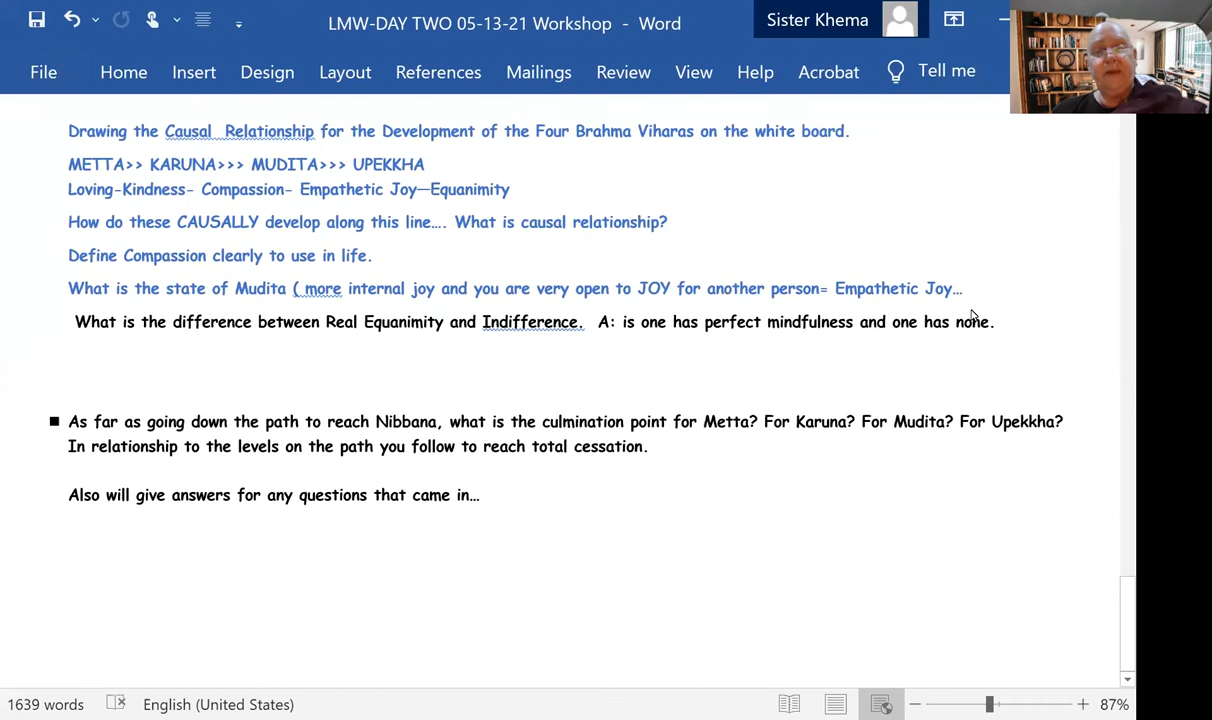 LMW-DAY TWO 05-13-21 Workshop - Word
Sister Khema
File Home Insert Design Layout References Mailings Review View Help Acrobat Tell me
Drawing the Causal Relationship for the Development of the Four Brahma Viharas on the white board.
METTA>> KARUNA>>> MUDITA>>> UPEKKHA
Loving-Kindness- Compassion- Empathetic Joy—Equanimity
How do these CAUSALLY develop along this line…. What is causal relationship?
Define Compassion clearly to use in life.
What is the state of Mudita ( more internal joy and you are very open to JOY for another person= Empathetic Joy…
What is the difference between Real Equanimity and Indifference. A: is one has perfect mindfulness and one has none.
■ As far as going down the path to reach Nibbana, what is the culmination point for Metta? For Karuna? For Mudita? For Upekkha?
In relationship to the levels on the path you follow to reach total cessation.
Also will give answers for any questions that came in…
1639 words English (United States) 87%